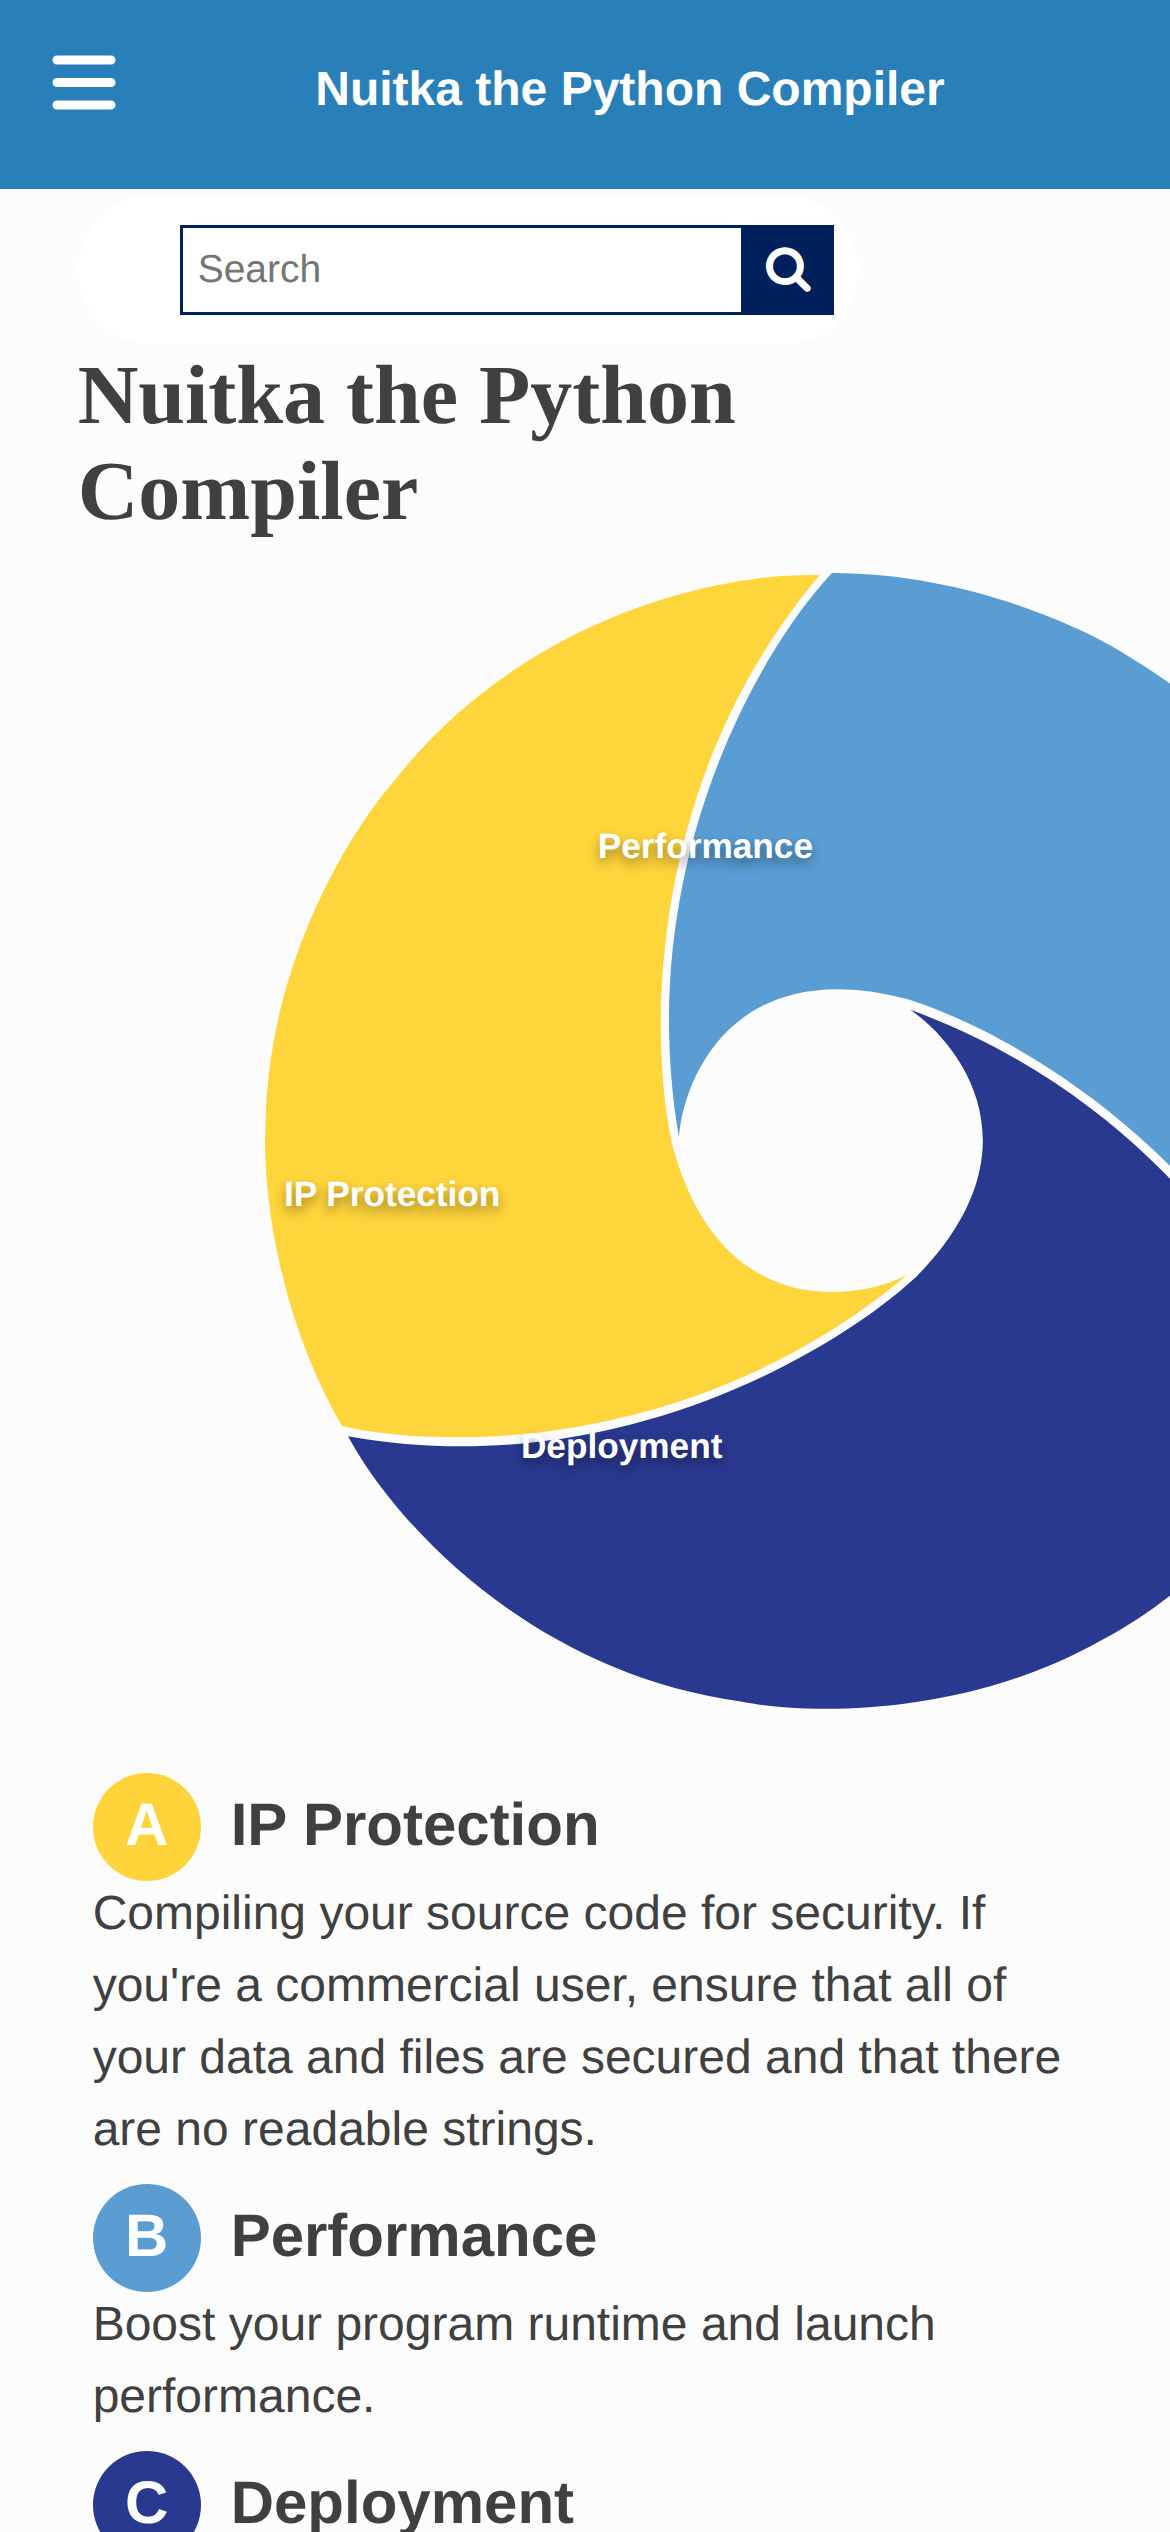 Nuitka the Python Compiler
Search
Nuitka the Python
Compiler
Performance
IP Protection
Deployment
A IP Protection
Compiling your source code for security. If
you're a commercial user, ensure that all of
your data and files are secured and that there
are no readable strings.
B Performance
Boost your program runtime and launch
performance.
C Deployment